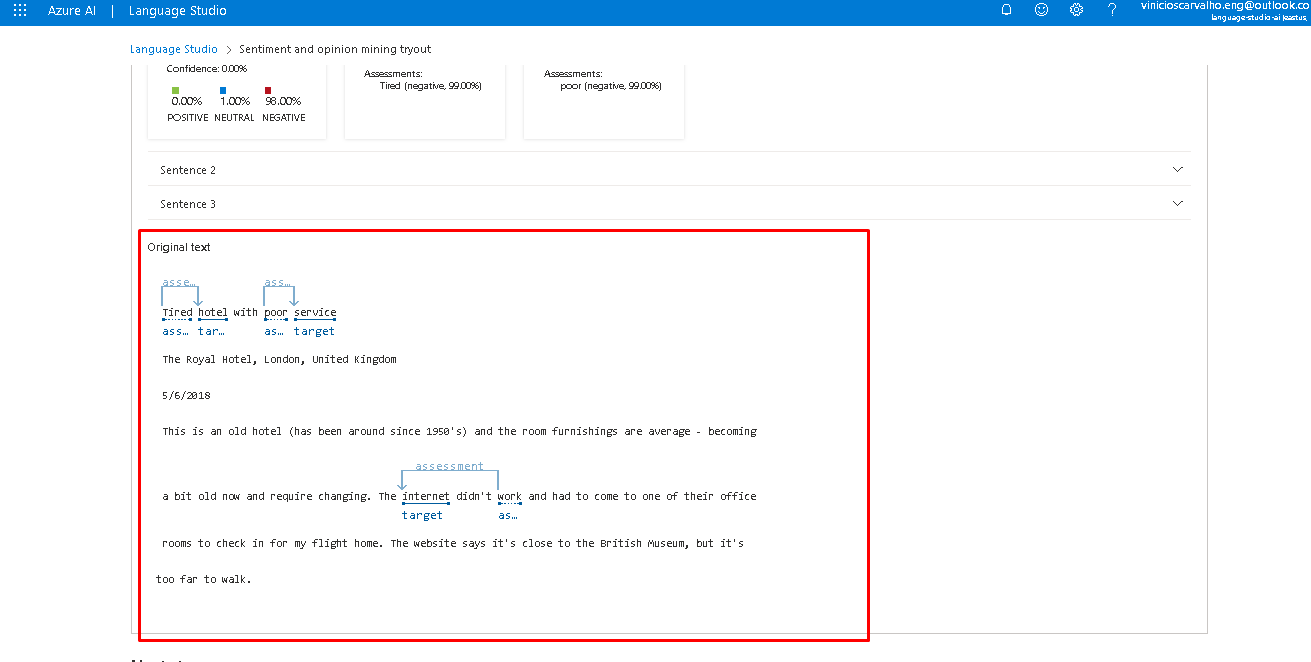 Azure AI | Language Studio
vinicioscarvalho.eng@outlook.co
language-studio-ai (eastus,
Language Studio > Sentiment and opinion mining tryout
Confidence: 0.00%
0.00% 1.00% 98.00%
POSITIVE NEUTRAL NEGATIVE
Assessments:
Tired (negative, 99.00%)
Assessments:
poor (negative, 99.00%)
Sentence 2
Sentence 3
Original text
asse… ass…
Tired hotel with poor service
ass… tar… as… target
The Royal Hotel, London, United Kingdom
5/6/2018
This is an old hotel (has been around since 1950's) and the room furnishings are average - becoming
assessment
a bit old now and require changing. The internet didn't work and had to come to one of their office
target as…
rooms to check in for my flight home. The website says it's close to the British Museum, but it's
too far to walk.